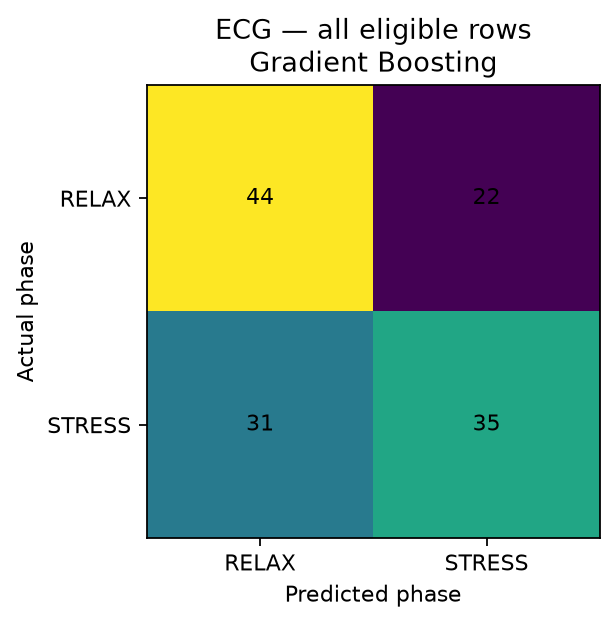 ECG — all eligible rows
Gradient Boosting
Actual phase
RELAX
44
22
STRESS
31
35
RELAX
STRESS
Predicted phase